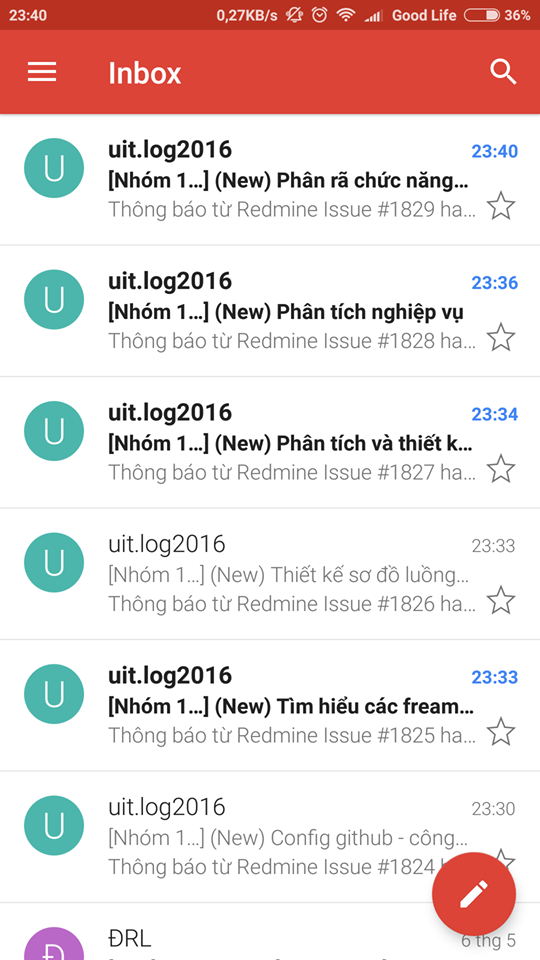 23:40 0,27KB/s Good Life 36%
Inbox
U
uit.log2016 23:40
[Nhóm 1…] (New) Phân rã chức năng…
Thông báo từ Redmine Issue #1829 ha…
U
uit.log2016 23:36
[Nhóm 1…] (New) Phân tích nghiệp vụ
Thông báo từ Redmine Issue #1828 ha…
U
uit.log2016 23:34
[Nhóm 1…] (New) Phân tích và thiết k…
Thông báo từ Redmine Issue #1827 ha…
U
uit.log2016 23:33
[Nhóm 1…] (New) Thiết kế sơ đồ luồng…
Thông báo từ Redmine Issue #1826 ha…
U
uit.log2016 23:33
[Nhóm 1…] (New) Tìm hiểu các fream…
Thông báo từ Redmine Issue #1825 ha…
U
uit.log2016 23:30
[Nhóm 1…] (New) Config github - công…
Thông báo từ Redmine Issue #1824
Đ
ĐRL 6 thg 5